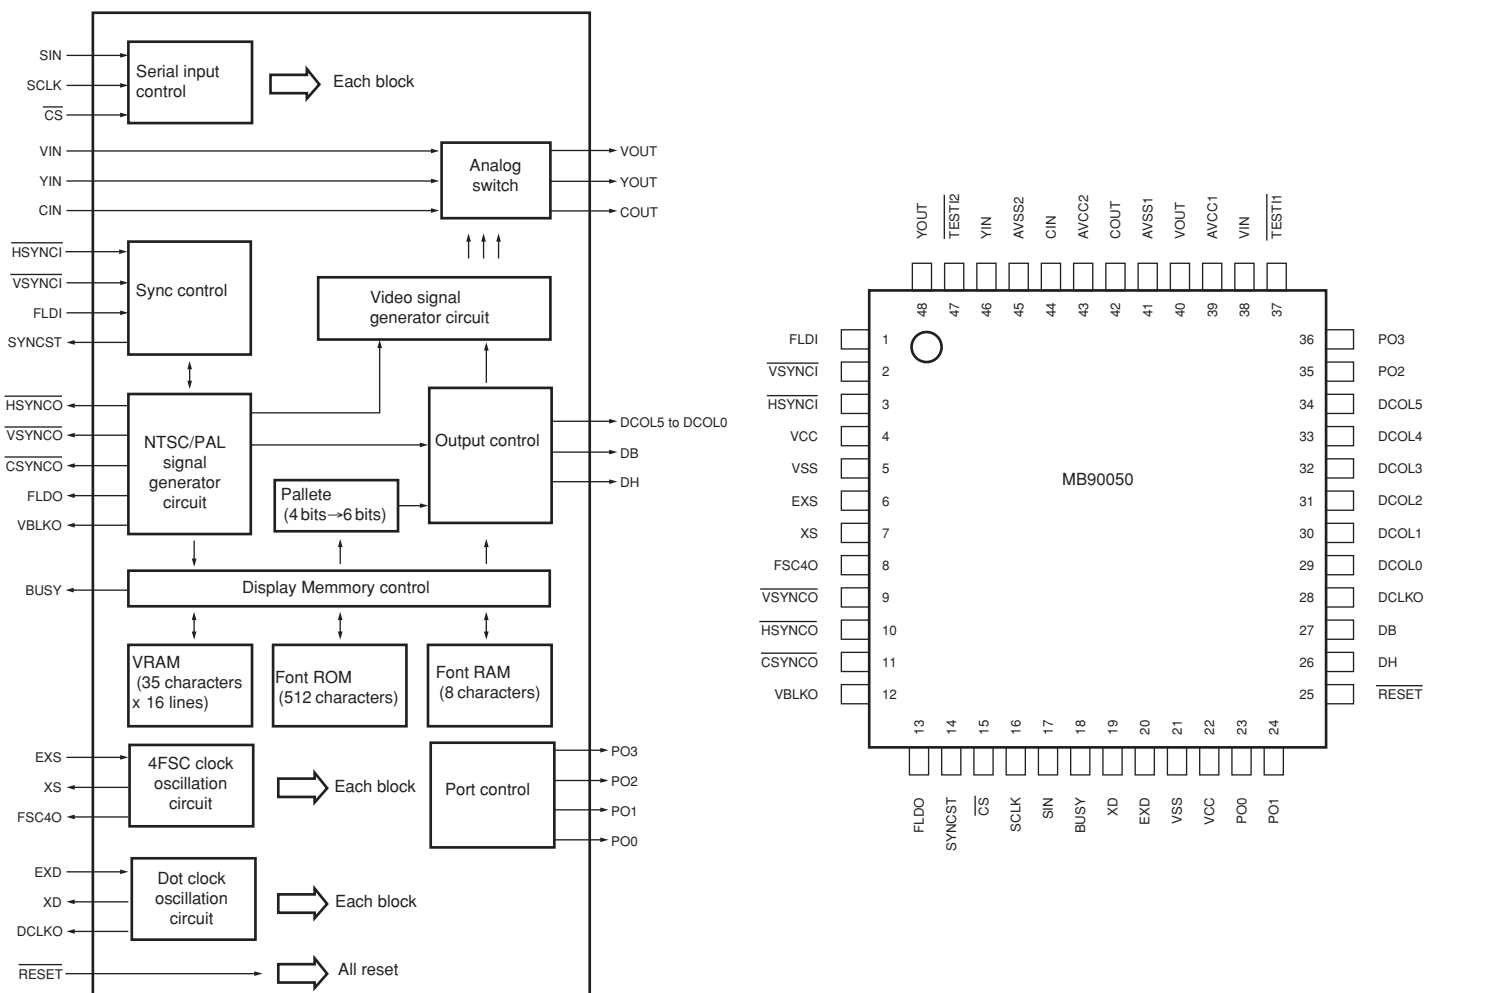 SIN
SCLK
CS
Serial input
control
Each block
VIN
YIN
CIN
Analog
switch
VOUT
YOUT
COUT
HSYNCI
VSYNCI
FLDI
SYNCST
Sync control
Video signal
generator circuit
HSYNCO
VSYNCO
CSYNCO
FLDO
VBLKO
NTSC/PAL
signal
generator
circuit
Output control
DCOL5 to DCOL0
DB
DH
Pallete
(4 bits→6 bits)
BUSY
Display Memmory control
VRAM
(35 characters
x 16 lines)
Font ROM
(512 characters)
Font RAM
(8 characters)
EXS
XS
FSC4O
4FSC clock
oscillation
circuit
Each block
Port control
PO3
PO2
PO1
PO0
EXD
XD
DCLKO
Dot clock
oscillation
circuit
Each block
RESET
All reset
YOUT
TESTI2
YIN
AVSS2
CIN
AVCC2
COUT
AVSS1
VOUT
AVCC1
VIN
TESTI1
48
47
46
45
44
43
42
41
40
39
38
37
FLDI 1
VSYNCI 2
HSYNCI 3
VCC 4
VSS 5
EXS 6
XS 7
FSC4O 8
VSYNCO 9
HSYNCO 10
CSYNCO 11
VBLKO 12
MB90050
36 PO3
35 PO2
34 DCOL5
33 DCOL4
32 DCOL3
31 DCOL2
30 DCOL1
29 DCOL0
28 DCLKO
27 DB
26 DH
25 RESET
13
14
15
16
17
18
19
20
21
22
23
24
FLDO
SYNCST
CS
SCLK
SIN
BUSY
XD
EXD
VSS
VCC
PO0
PO1